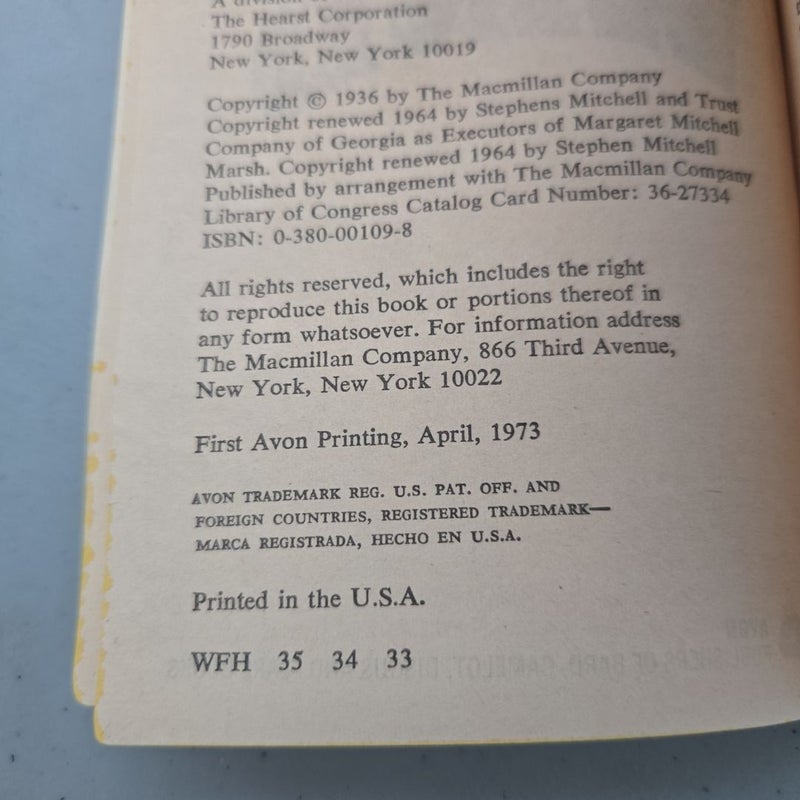 A division of
The Hearst Corporation
1790 Broadway
New York, New York 10019
Copyright © 1936 by The Macmillan Company
Copyright renewed 1964 by Stephens Mitchell and Trust
Company of Georgia as Executors of Margaret Mitchell
Marsh. Copyright renewed 1964 by Stephen Mitchell
Published by arrangement with The Macmillan Company
Library of Congress Catalog Card Number: 36-27334
ISBN: 0-380-00109-8
All rights reserved, which includes the right
to reproduce this book or portions thereof in
any form whatsoever. For information address
The Macmillan Company, 866 Third Avenue,
New York, New York 10022
First Avon Printing, April, 1973
AVON TRADEMARK REG. U.S. PAT. OFF. AND
FOREIGN COUNTRIES, REGISTERED TRADEMARK—
MARCA REGISTRADA, HECHO EN U.S.A.
Printed in the U.S.A.
WFH 35 34 33